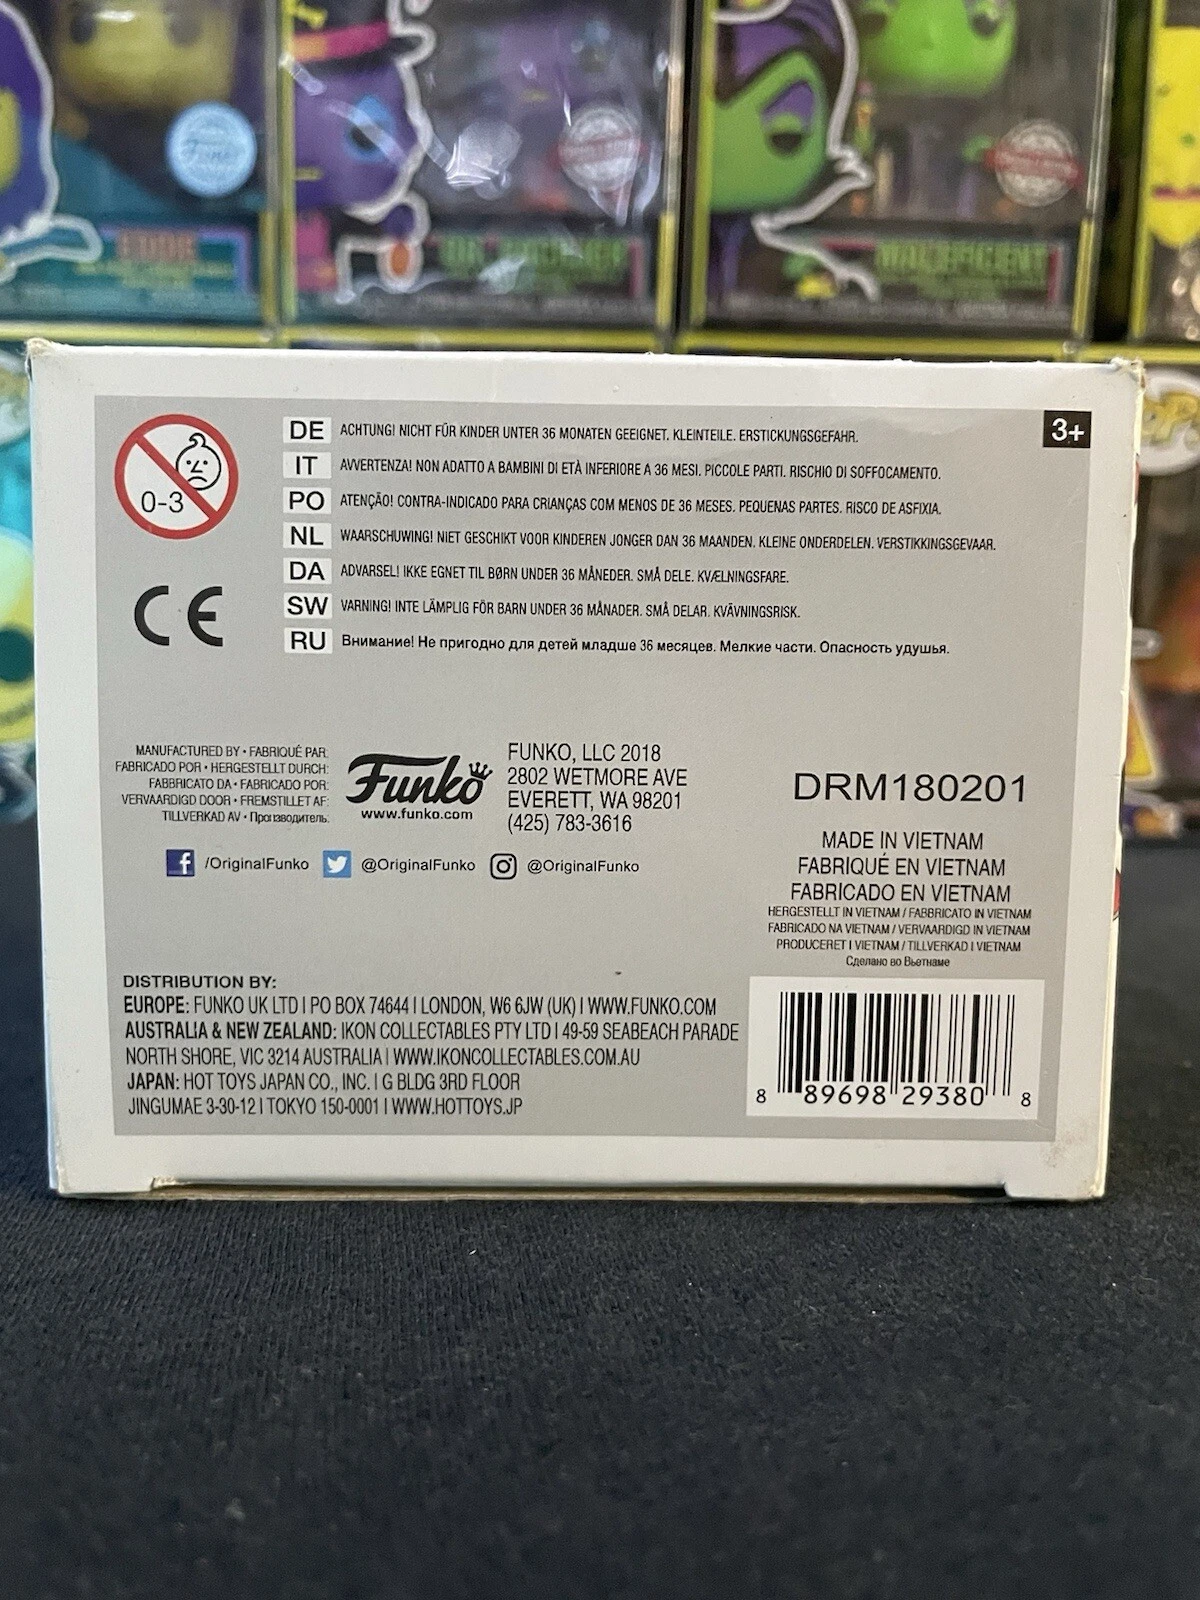 EDDIE
MALEFICENT
3+
0-3
CE
DE ACHTUNG! NICHT FÜR KINDER UNTER 36 MONATEN GEEIGNET. KLEINTEILE. ERSTICKUNGSGEFAHR.
IT AVVERTENZA! NON ADATTO A BAMBINI DI ETÀ INFERIORE A 36 MESI. PICCOLE PARTI. RISCHIO DI SOFFOCAMENTO.
PO ATENÇÃO! CONTRA-INDICADO PARA CRIANÇAS COM MENOS DE 36 MESES. PEQUENAS PARTES. RISCO DE ASFIXIA.
NL WAARSCHUWING! NIET GESCHIKT VOOR KINDEREN JONGER DAN 36 MAANDEN. KLEINE ONDERDELEN. VERSTIKKINGSGEVAAR.
DA ADVARSEL! IKKE EGNET TIL BØRN UNDER 36 MÅNEDER. SMÅ DELE. KVÆLNINGSFARE.
SW VARNING! INTE LÄMPLIG FÖR BARN UNDER 36 MÅNADER. SMÅ DELAR. KVÄVNINGSRISK.
RU Внимание! Не пригодно для детей младше 36 месяцев. Мелкие части. Опасность удушья.
MANUFACTURED BY • FABRIQUÉ PAR:
FABRICADO POR • HERGESTELLT DURCH:
FABBRICATO DA • FABRICADO POR:
VERVAARDIGD DOOR • FREMSTILLET AF:
TILLVERKAD AV • Производитель:
Funko
www.funko.com
FUNKO, LLC 2018
2802 WETMORE AVE
EVERETT, WA 98201
(425) 783-3616
/OriginalFunko @OriginalFunko @OriginalFunko
DRM180201
MADE IN VIETNAM
FABRIQUÉ EN VIETNAM
FABRICADO EN VIETNAM
HERGESTELLT IN VIETNAM / FABBRICATO IN VIETNAM
FABRICADO NA VIETNAM / VERVAARDIGD IN VIETNAM
PRODUCERET I VIETNAM / TILLVERKAD I VIETNAM
Сделано во Вьетнаме
DISTRIBUTION BY:
EUROPE: FUNKO UK LTD | PO BOX 74644 | LONDON, W6 6JW (UK) | WWW.FUNKO.COM
AUSTRALIA & NEW ZEALAND: IKON COLLECTABLES PTY LTD | 49-59 SEABEACH PARADE
NORTH SHORE, VIC 3214 AUSTRALIA | WWW.IKONCOLLECTABLES.COM.AU
JAPAN: HOT TOYS JAPAN CO., INC. | G BLDG 3RD FLOOR
JINGUMAE 3-30-12 | TOKYO 150-0001 | WWW.HOTTOYS.JP
8 89698 29380 8